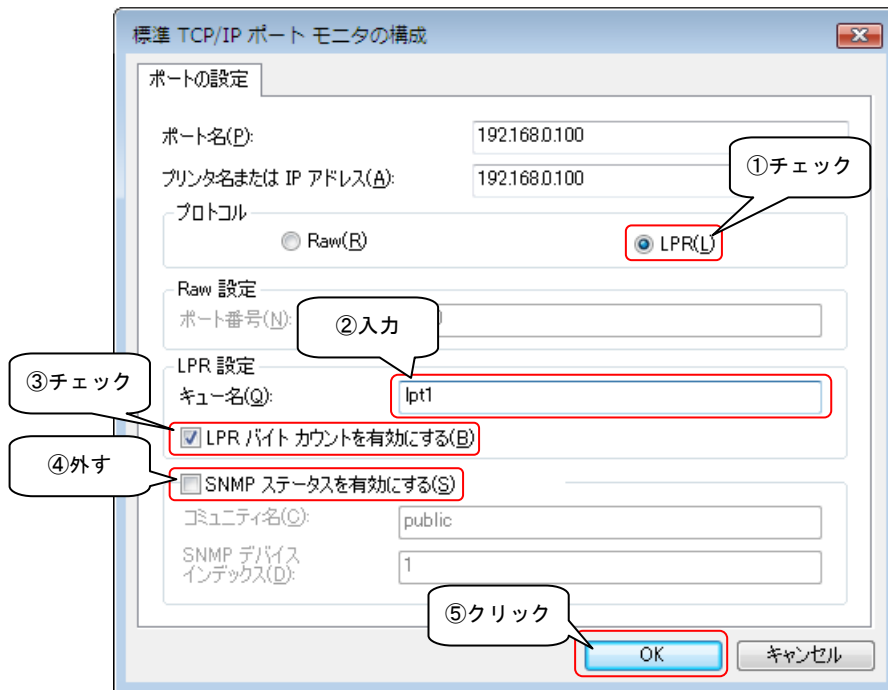 標準 TCP/IP ポート モニタの構成
ポートの設定
ポート名(P):
192.168.0.100
プリンタ名または IP アドレス(A):
192.168.0.100
①チェック
プロトコル
Raw(R)
LPR(L)
Raw 設定
ポート番号(N):
②入力
LPR 設定
③チェック
キュー名(Q):
lpt1
LPR バイト カウントを有効にする(B)
④外す
SNMP ステータスを有効にする(S)
コミュニティ名(C):
public
SNMP デバイス
インデックス(D):
1
⑤クリック
OK
キャンセル